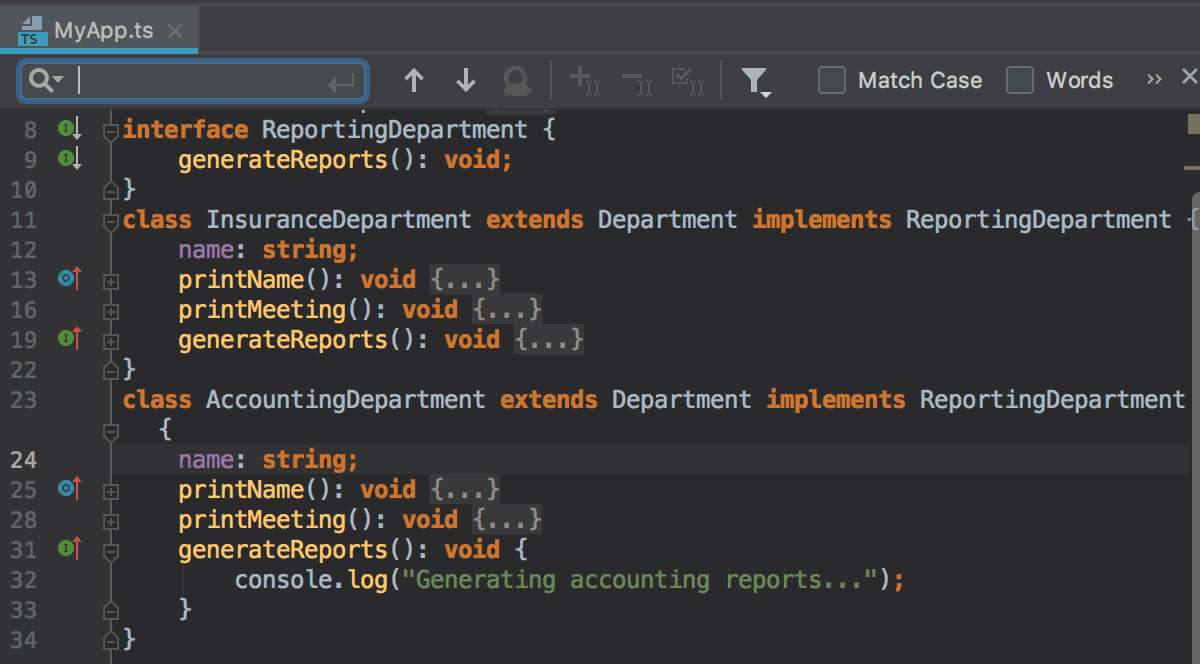 MyApp.ts
Match Case Words
8 interface ReportingDepartment {
9 generateReports(): void;
10 }
11 class InsuranceDepartment extends Department implements ReportingDepartment {
12 name: string;
13 printName(): void {...}
16 printMeeting(): void {...}
19 generateReports(): void {...}
22 }
23 class AccountingDepartment extends Department implements ReportingDepartment
{
24 name: string;
25 printName(): void {...}
28 printMeeting(): void {...}
31 generateReports(): void {
32 console.log("Generating accounting reports...");
33 }
34 }